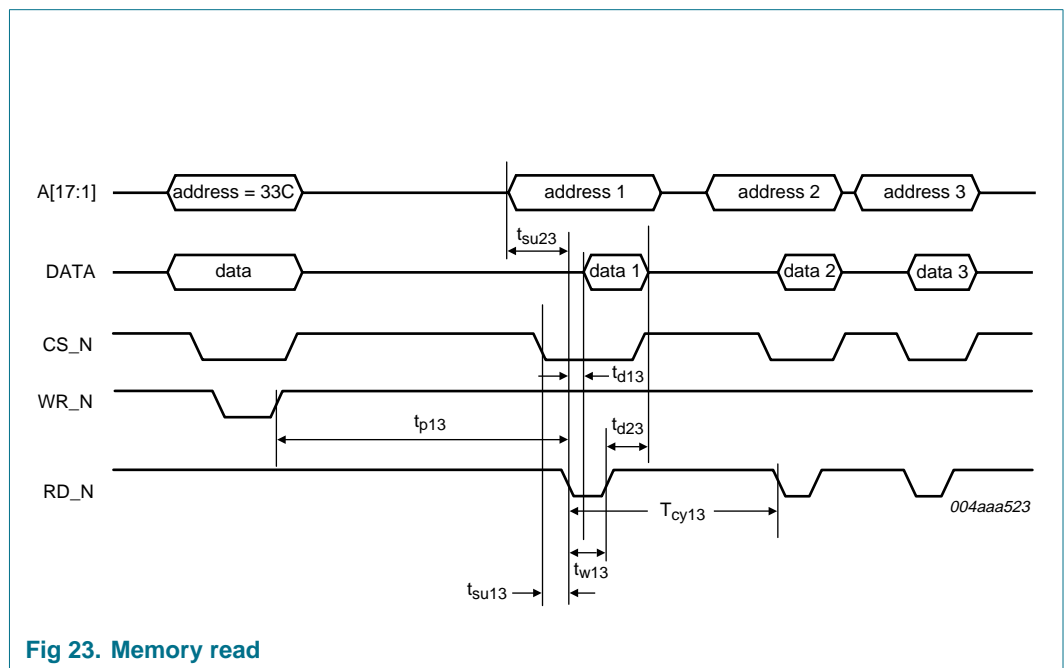 A[17:1]
address = 33C
address 1
address 2
address 3
tsu23
DATA
data
data 1
data 2
data 3
CS_N
td13
WR_N
tp13
td23
RD_N
004aaa523
Tcy13
tw13
tsu13
Fig 23. Memory read